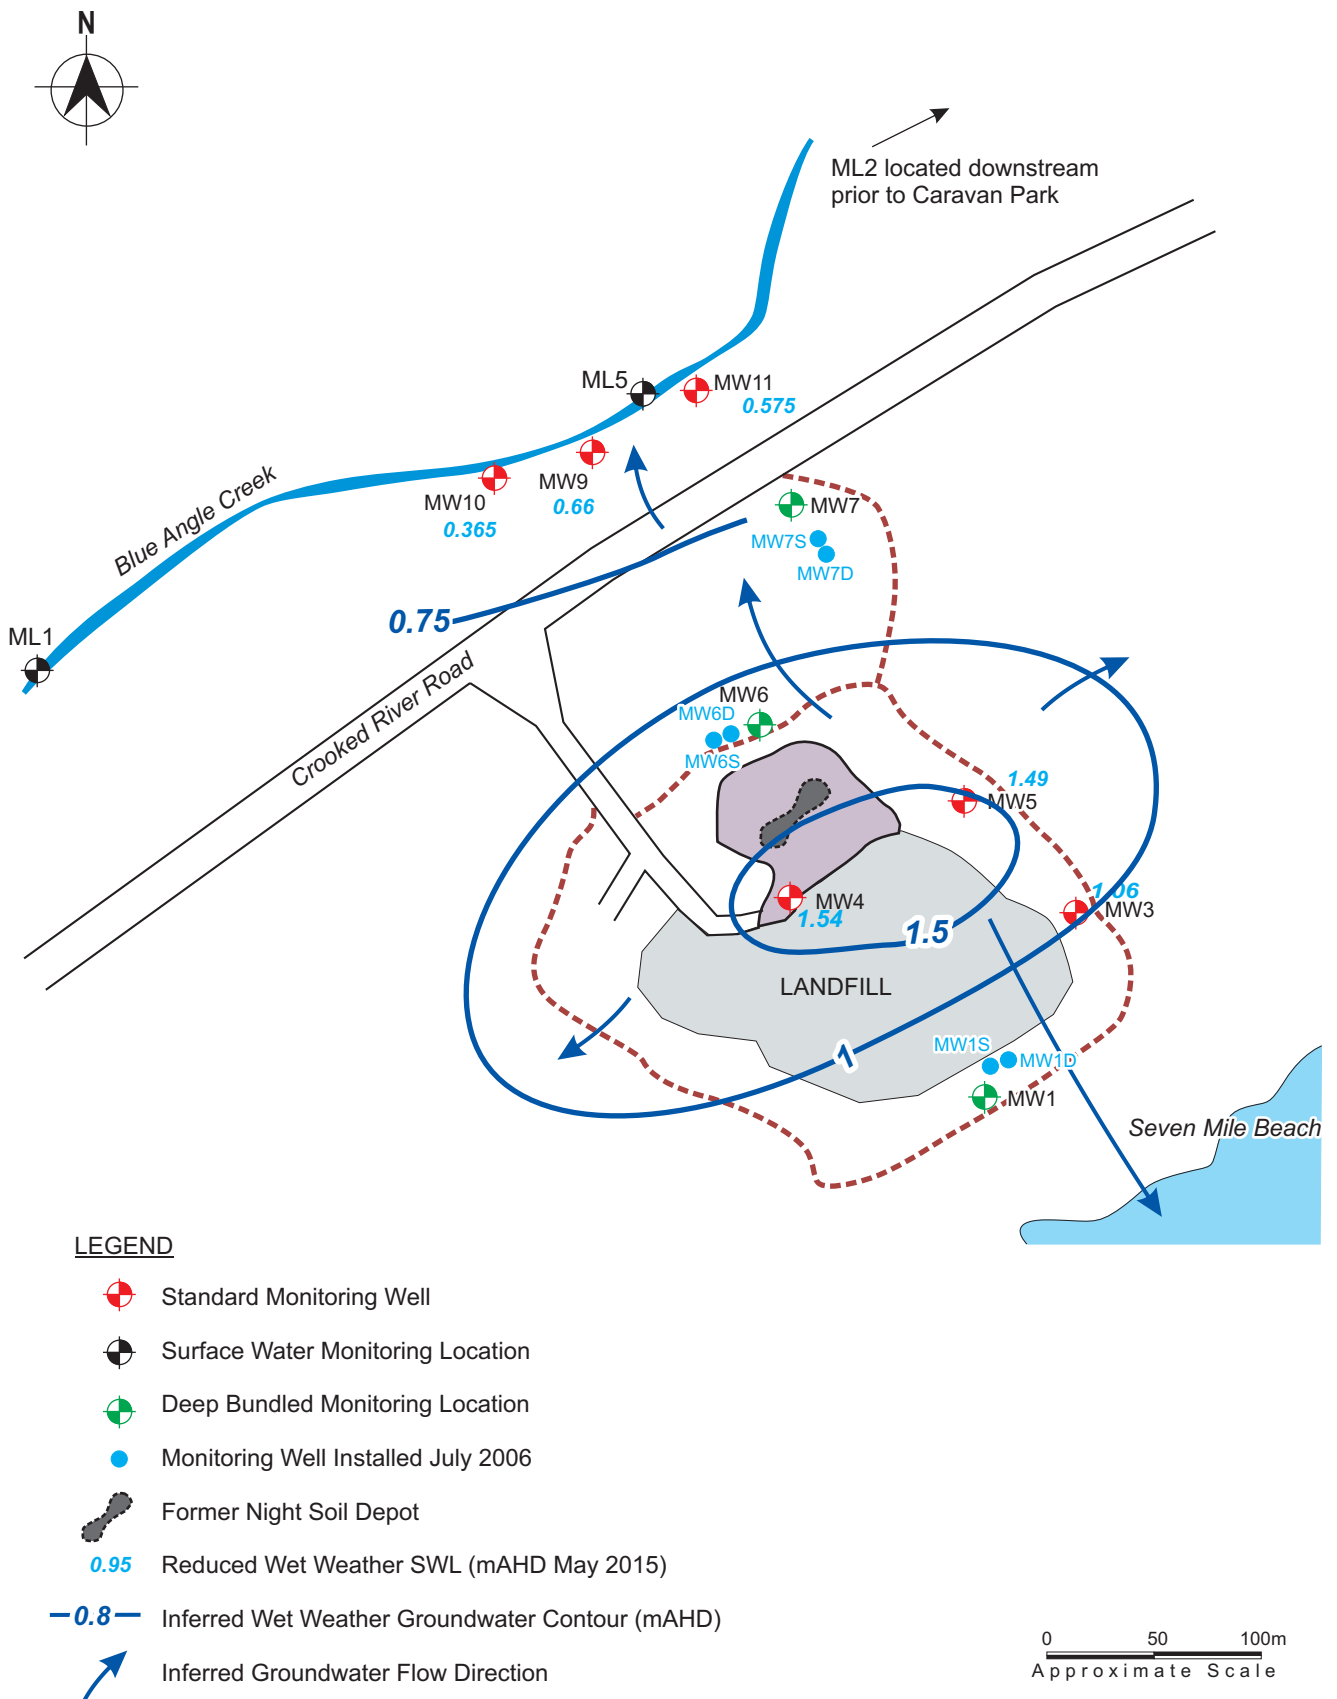 N
ML2 located downstream
prior to Caravan Park
ML5
MW11
0.575
MW9
0.66
MW10
0.365
Blue Angle Creek
MW7
MW7S
MW7D
0.75
ML1
Crooked River Road
MW6
MW6D
MW6S
1.49
MW5
1.06
MW3
MW4
1.54
1.5
LANDFILL
1
MW1S
MW1D
MW1
Seven Mile Beach
LEGEND
Standard Monitoring Well
Surface Water Monitoring Location
Deep Bundled Monitoring Location
Monitoring Well Installed July 2006
Former Night Soil Depot
0.95 Reduced Wet Weather SWL (mAHD May 2015)
0.8 Inferred Wet Weather Groundwater Contour (mAHD)
Inferred Groundwater Flow Direction
0 50 100m
Approximate Scale